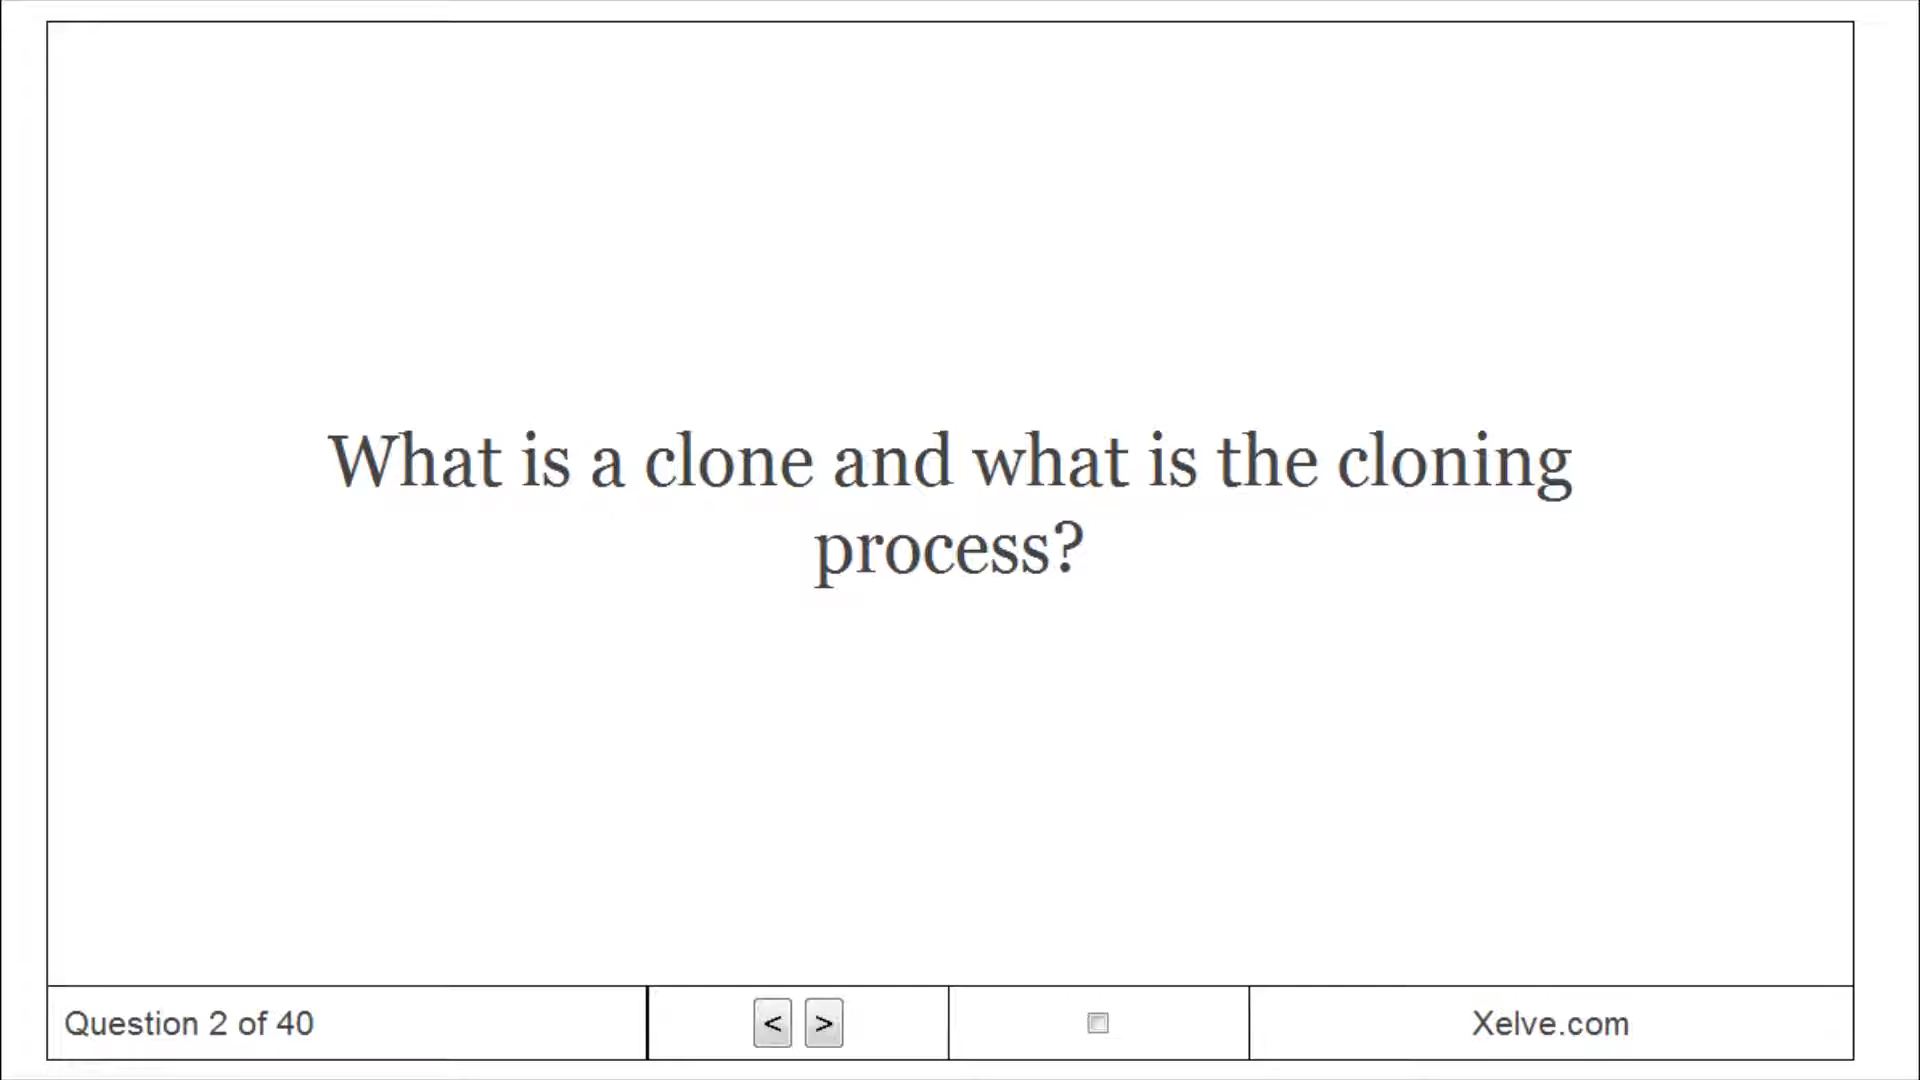 What is a clone and what is the cloning
process?
Question 2 of 40
< >
Xelve.com